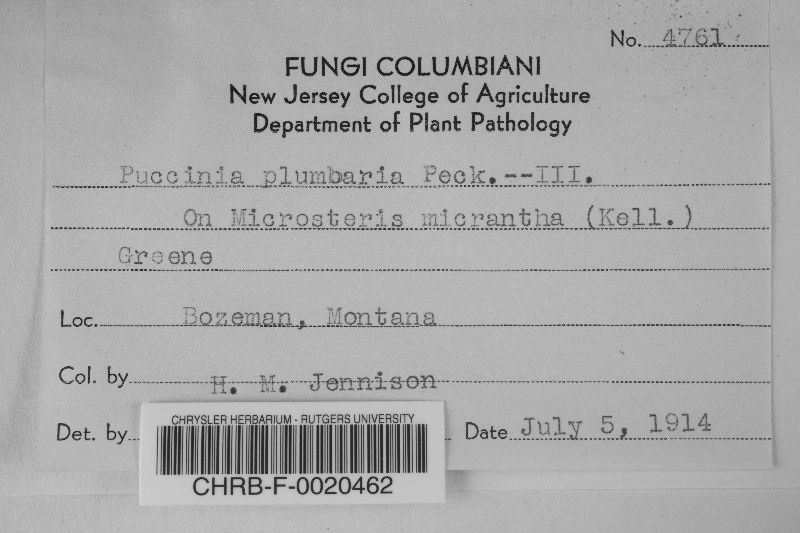 No. 4761
FUNGI COLUMBIANI
New Jersey College of Agriculture
Department of Plant Pathology
Puccinia plumbaria Peck.--III.
On Microsteris micrantha (Kell.)
Greene
Loc. Bozeman, Montana
Col. by H. M. Jennison
Det. by Date July 5, 1914
CHRYSLER HERBARIUM - RUTGERS UNIVERSITY
CHRB-F-0020462